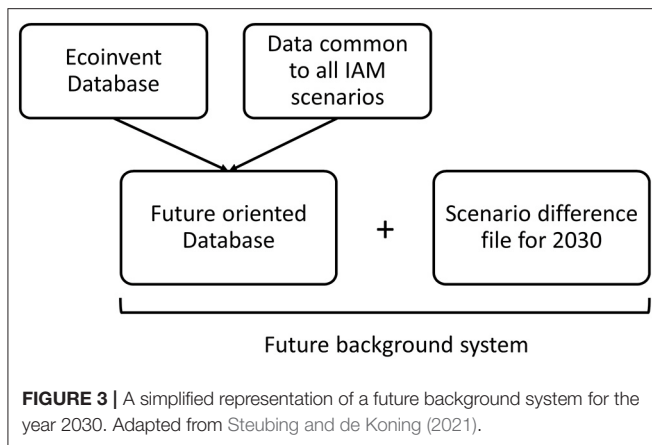 Ecoinvent
Database
Data common
to all IAM
scenarios
Future oriented
Database
+
Scenario difference
file for 2030
Future background system
FIGURE 3 | A simplified representation of a future background system for the
year 2030. Adapted from Steubing and de Koning (2021).